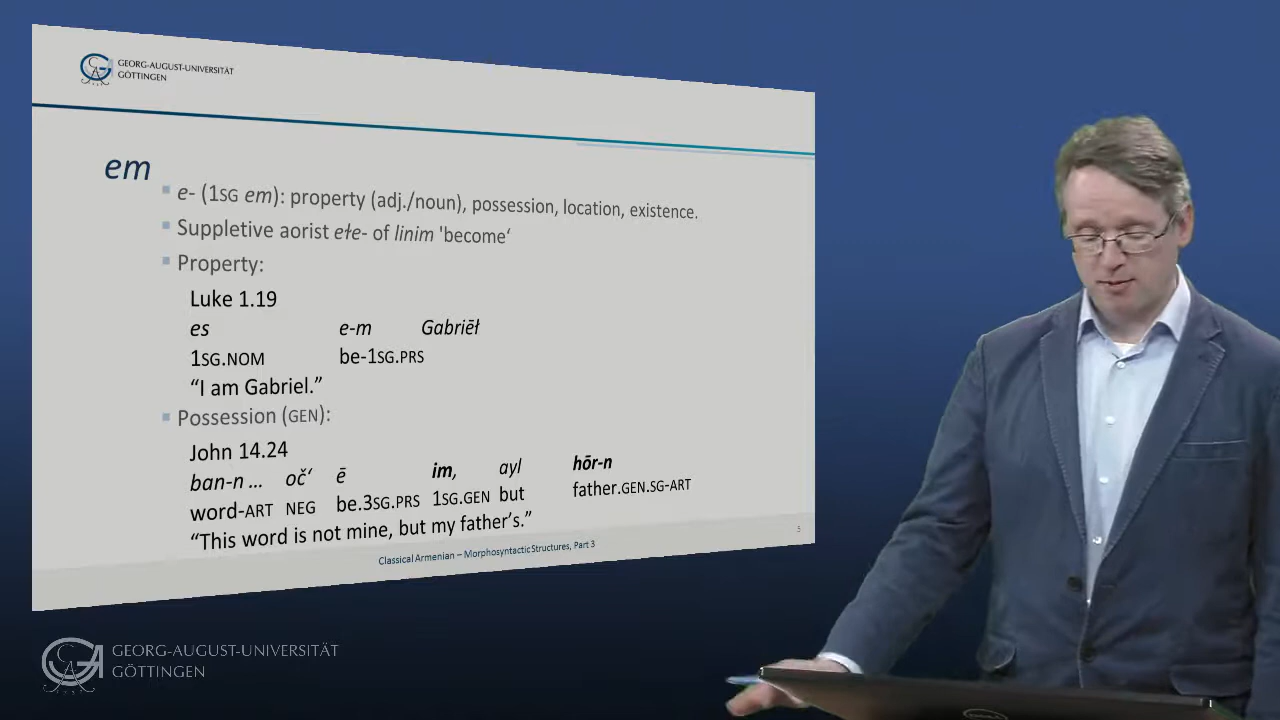 GEORG-AUGUST-UNIVERSITÄT
GÖTTINGEN
em
e- (1SG em): property (adj./noun), possession, location, existence.
Suppletive aorist ełe- of linim 'become‘
Property:
Luke 1.19
es e-m Gabriēł
1SG.NOM be-1SG.PRS
“I am Gabriel.”
Possession (GEN):
John 14.24
ban-n … oč‘ ē im, ayl hōr-n
word-ART NEG be.3SG.PRS 1SG.GEN but father.GEN.SG-ART
“This word is not mine, but my father’s.”
5
Classical Armenian – Morphosyntactic Structures, Part 3
GEORG-AUGUST-UNIVERSITÄT
GÖTTINGEN